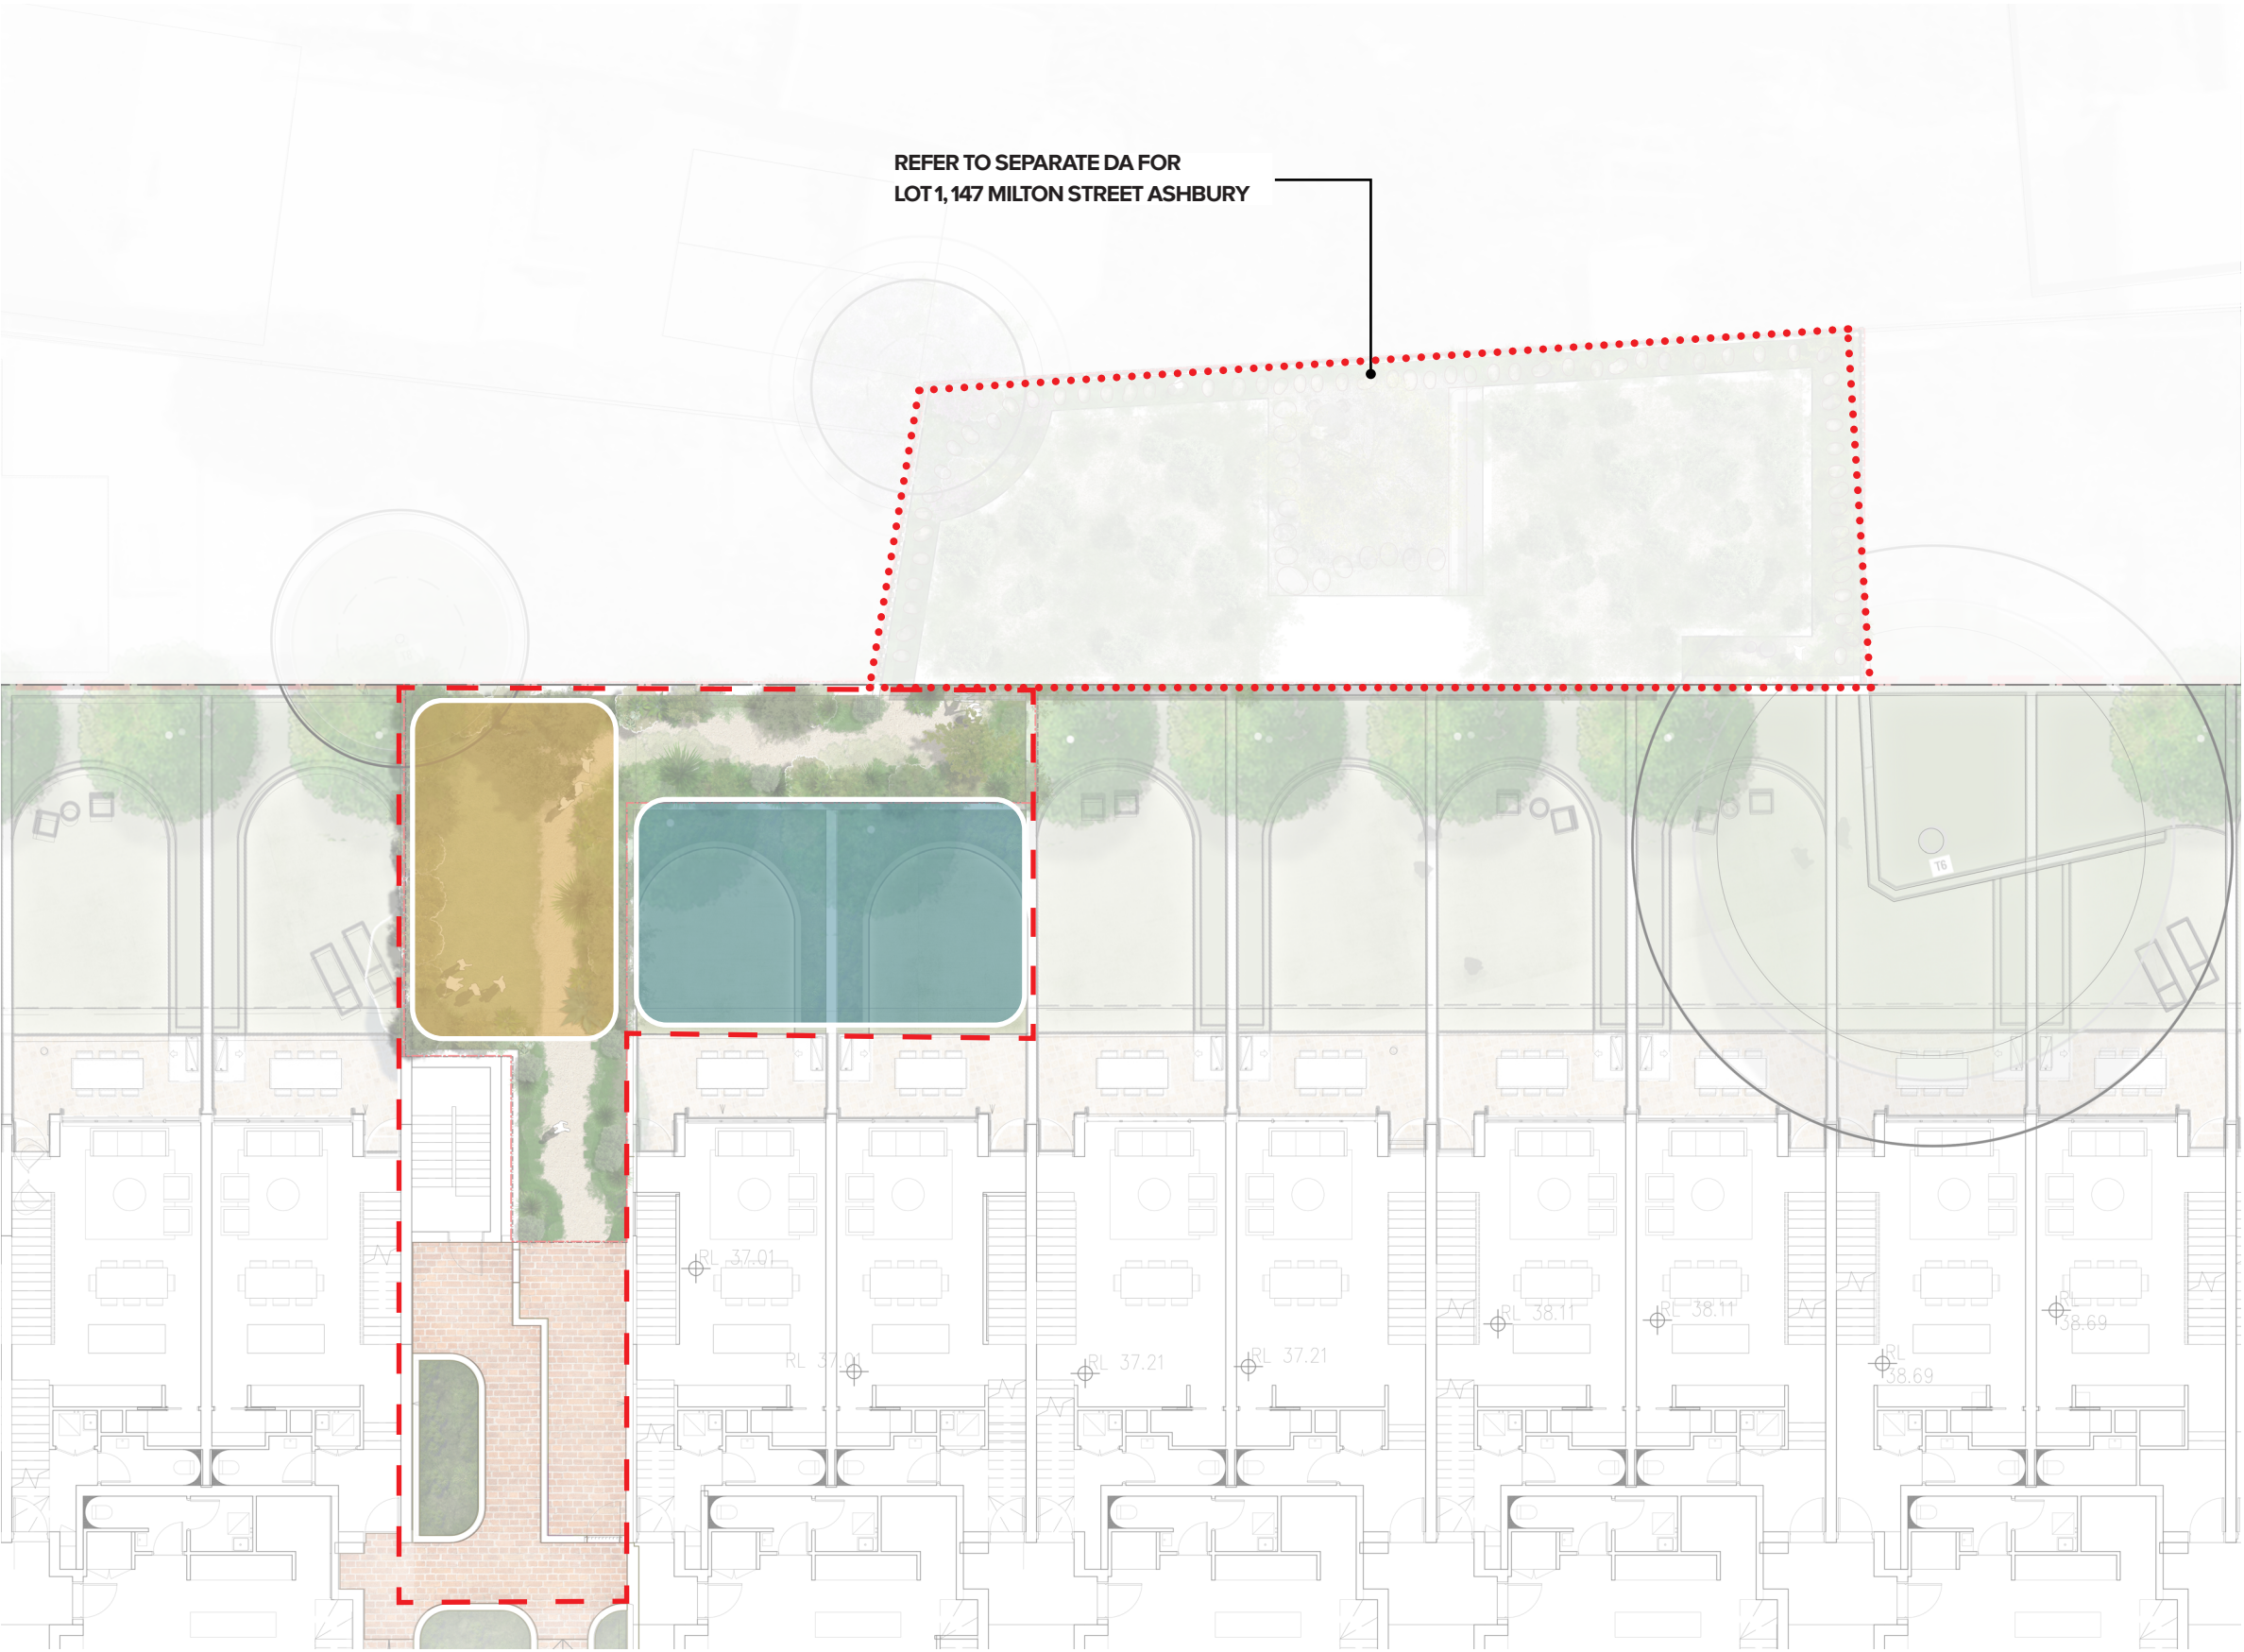 REFER TO SEPARATE DA FOR
LOT 1, 147 MILTON STREET ASHBURY
T6
RL 37.01
RL 37.01
RL 37.21
RL 37.21
RL 38.11
RL 38.11
RL
38.69
RL
38.69